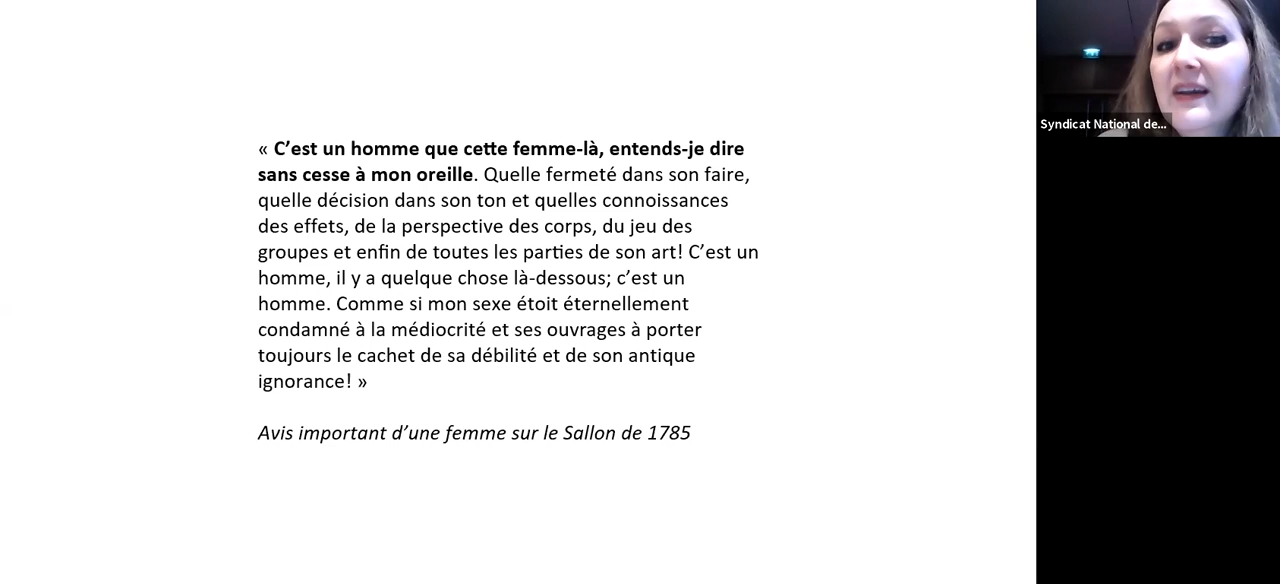 « C’est un homme que cette femme-là, entends-je dire
sans cesse à mon oreille. Quelle fermeté dans son faire,
quelle décision dans son ton et quelles connoissances
des effets, de la perspective des corps, du jeu des
groupes et enfin de toutes les parties de son art! C’est un
homme, il y a quelque chose là-dessous; c’est un
homme. Comme si mon sexe étoit éternellement
condamné à la médiocrité et ses ouvrages à porter
toujours le cachet de sa débilité et de son antique
ignorance! »
Avis important d’une femme sur le Sallon de 1785
Syndicat National de...